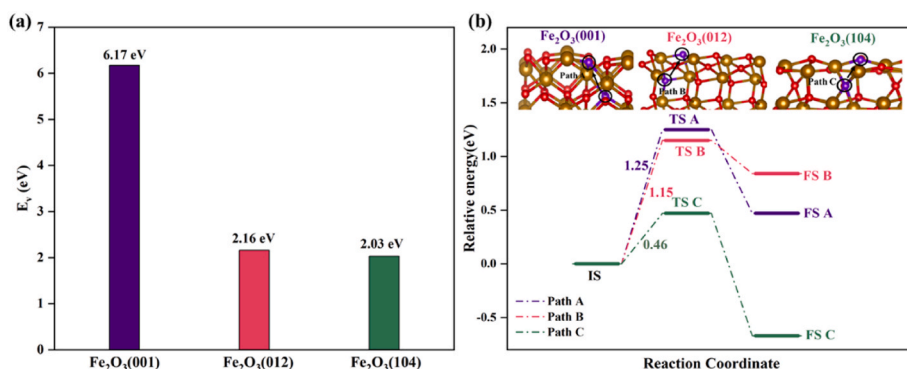 (a)
7
6
5
4
3
2
1
0
E_v (eV)
6.17 eV
2.16 eV
2.03 eV
Fe₂O₃(001)
Fe₂O₃(012)
Fe₂O₃(104)
(b)
2.0
1.5
1.0
0.5
0.0
-0.5
Relative energy(eV)
Fe₂O₃(001)
Fe₂O₃(012)
Fe₂O₃(104)
Path A
Path B
Path C
TS A
TS B
TS C
1.25
1.15
0.46
FS B
FS A
FS C
IS
Path A
Path B
Path C
Reaction Coordinate